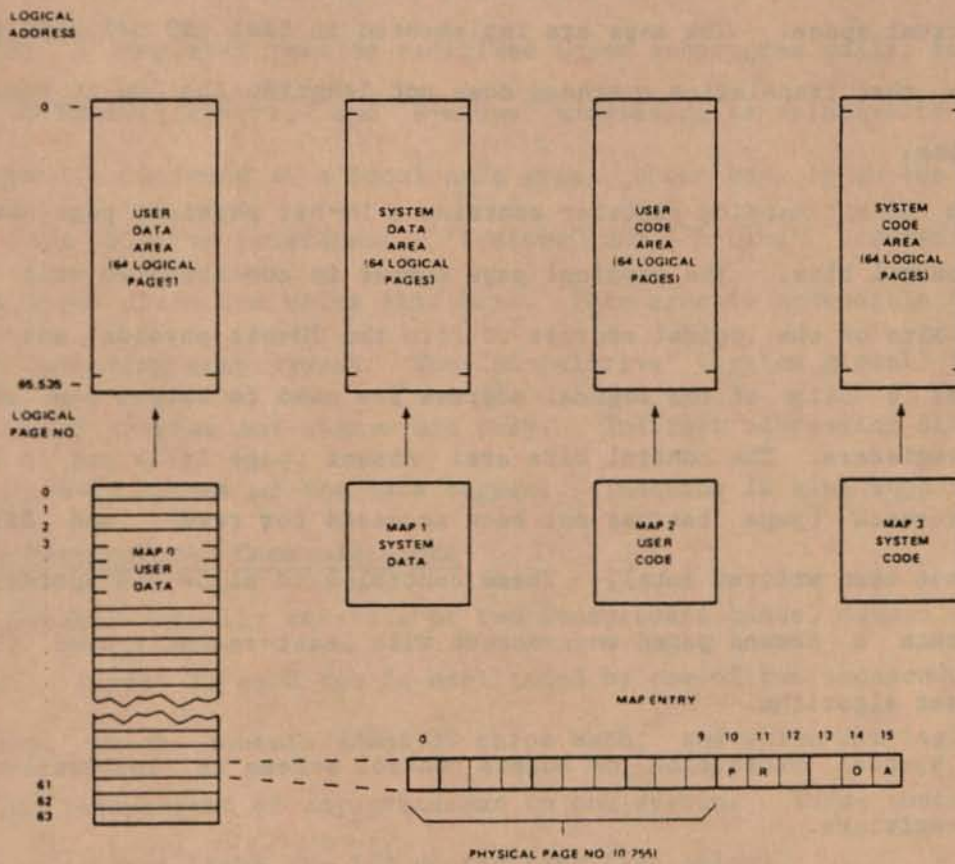 LOGICAL
ADDRESS
0
USER
DATA
AREA
(64 LOGICAL
PAGES)
SYSTEM
DATA
AREA
(64 LOGICAL
PAGES)
USER
CODE
AREA
(64 LOGICAL
PAGES)
SYSTEM
CODE
AREA
(64 LOGICAL
PAGES)
65.535
LOGICAL
PAGE NO.
0
1
2
3
MAP 0
USER
DATA
MAP 1
SYSTEM
DATA
MAP 2
USER
CODE
MAP 3
SYSTEM
CODE
MAP ENTRY
0 9 10 11 12 13 14 15
P R D A
61
62
63
PHYSICAL PAGE NO. (0.255)